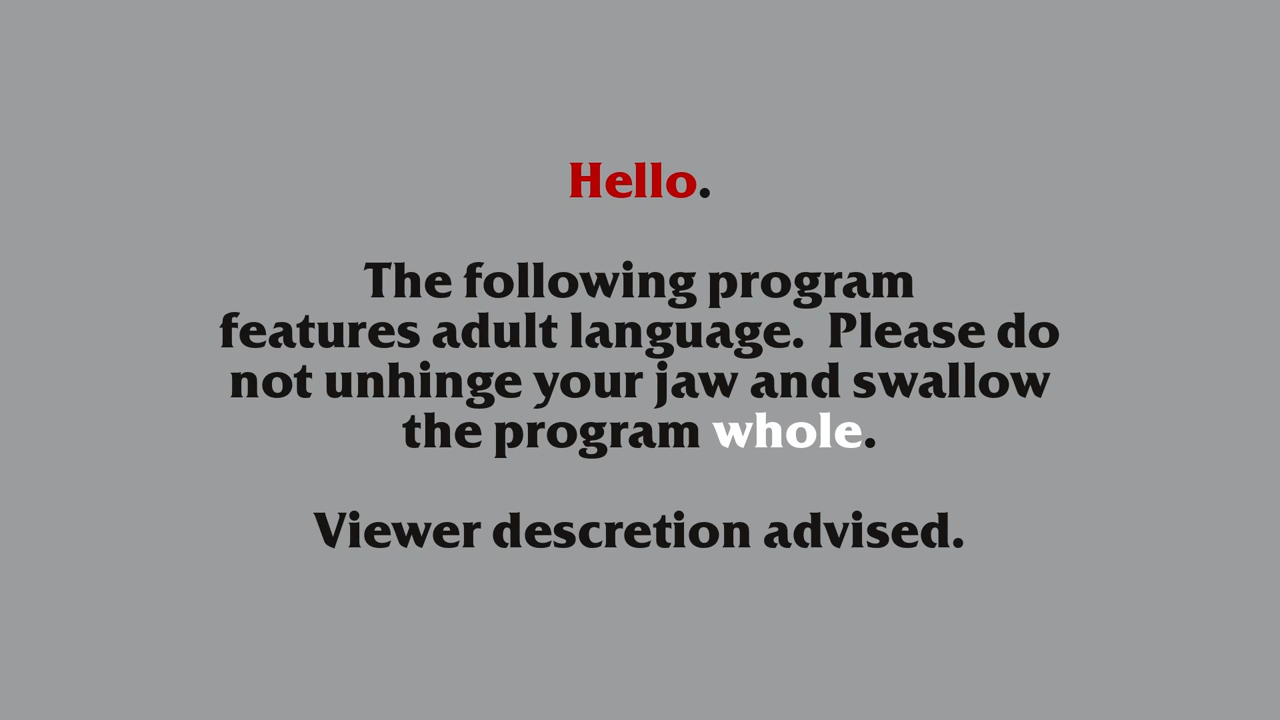 Hello.
The following program
features adult language.  Please do
not unhinge your jaw and swallow
the program whole.
Viewer descretion advised.